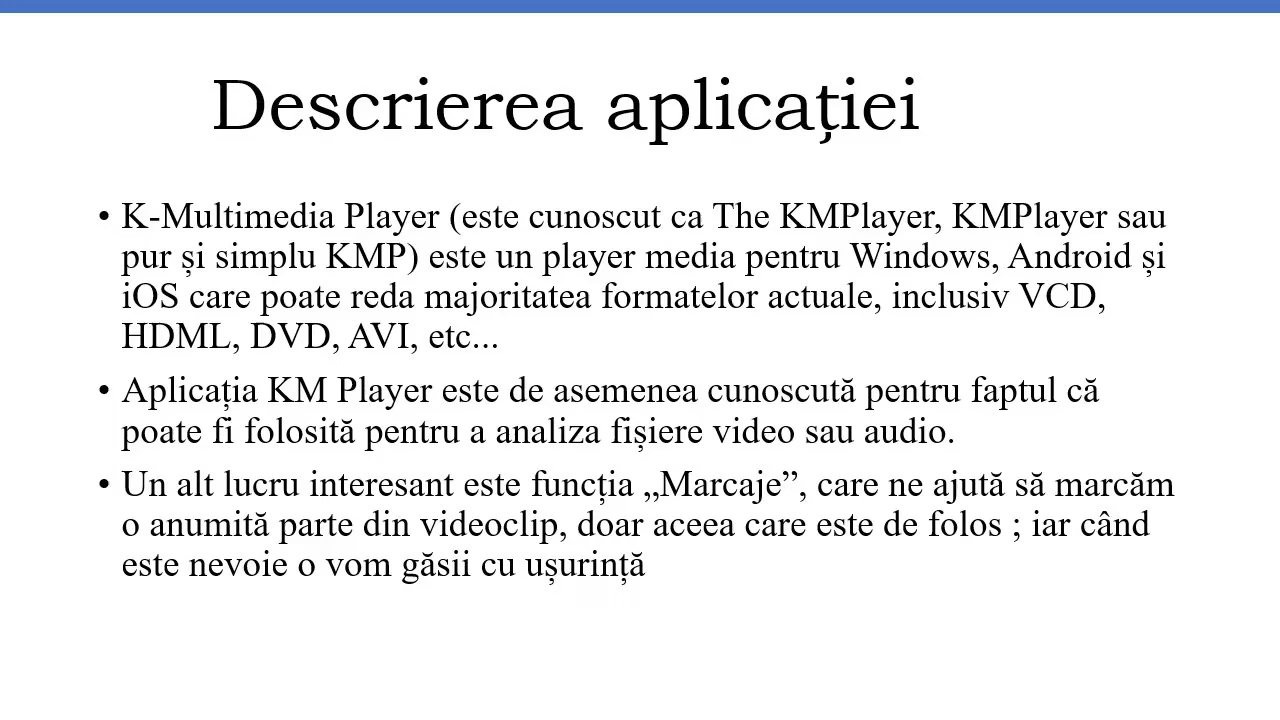 Descrierea aplicației
• K-Multimedia Player (este cunoscut ca The KMPlayer, KMPlayer sau
pur și simplu KMP) este un player media pentru Windows, Android și
iOS care poate reda majoritatea formatelor actuale, inclusiv VCD,
HDML, DVD, AVI, etc...
• Aplicația KM Player este de asemenea cunoscută pentru faptul că
poate fi folosită pentru a analiza fișiere video sau audio.
• Un alt lucru interesant este funcția „Marcaje”, care ne ajută să marcăm
o anumită parte din videoclip, doar aceea care este de folos ; iar când
este nevoie o vom găsii cu ușurință